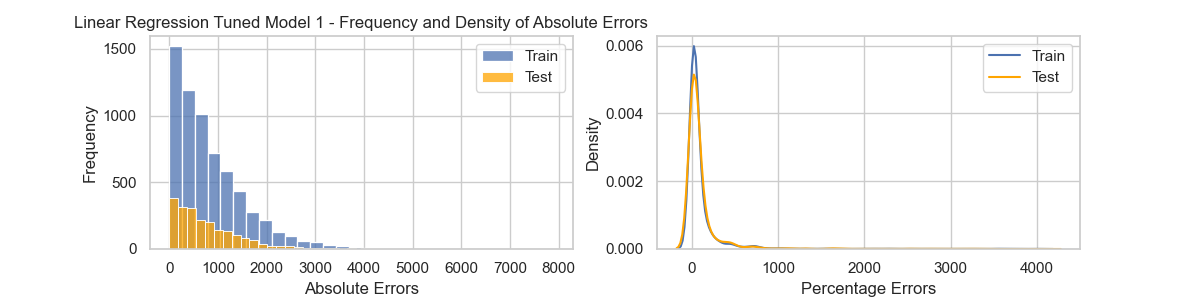 Linear Regression Tuned Model 1 - Frequency and Density of Absolute Errors
Frequency
1500
1000
500
0
Train
Test
0 1000 2000 3000 4000 5000 6000 7000 8000
Absolute Errors
Density
0.006
0.004
0.002
0.000
Train
Test
0 1000 2000 3000 4000
Percentage Errors